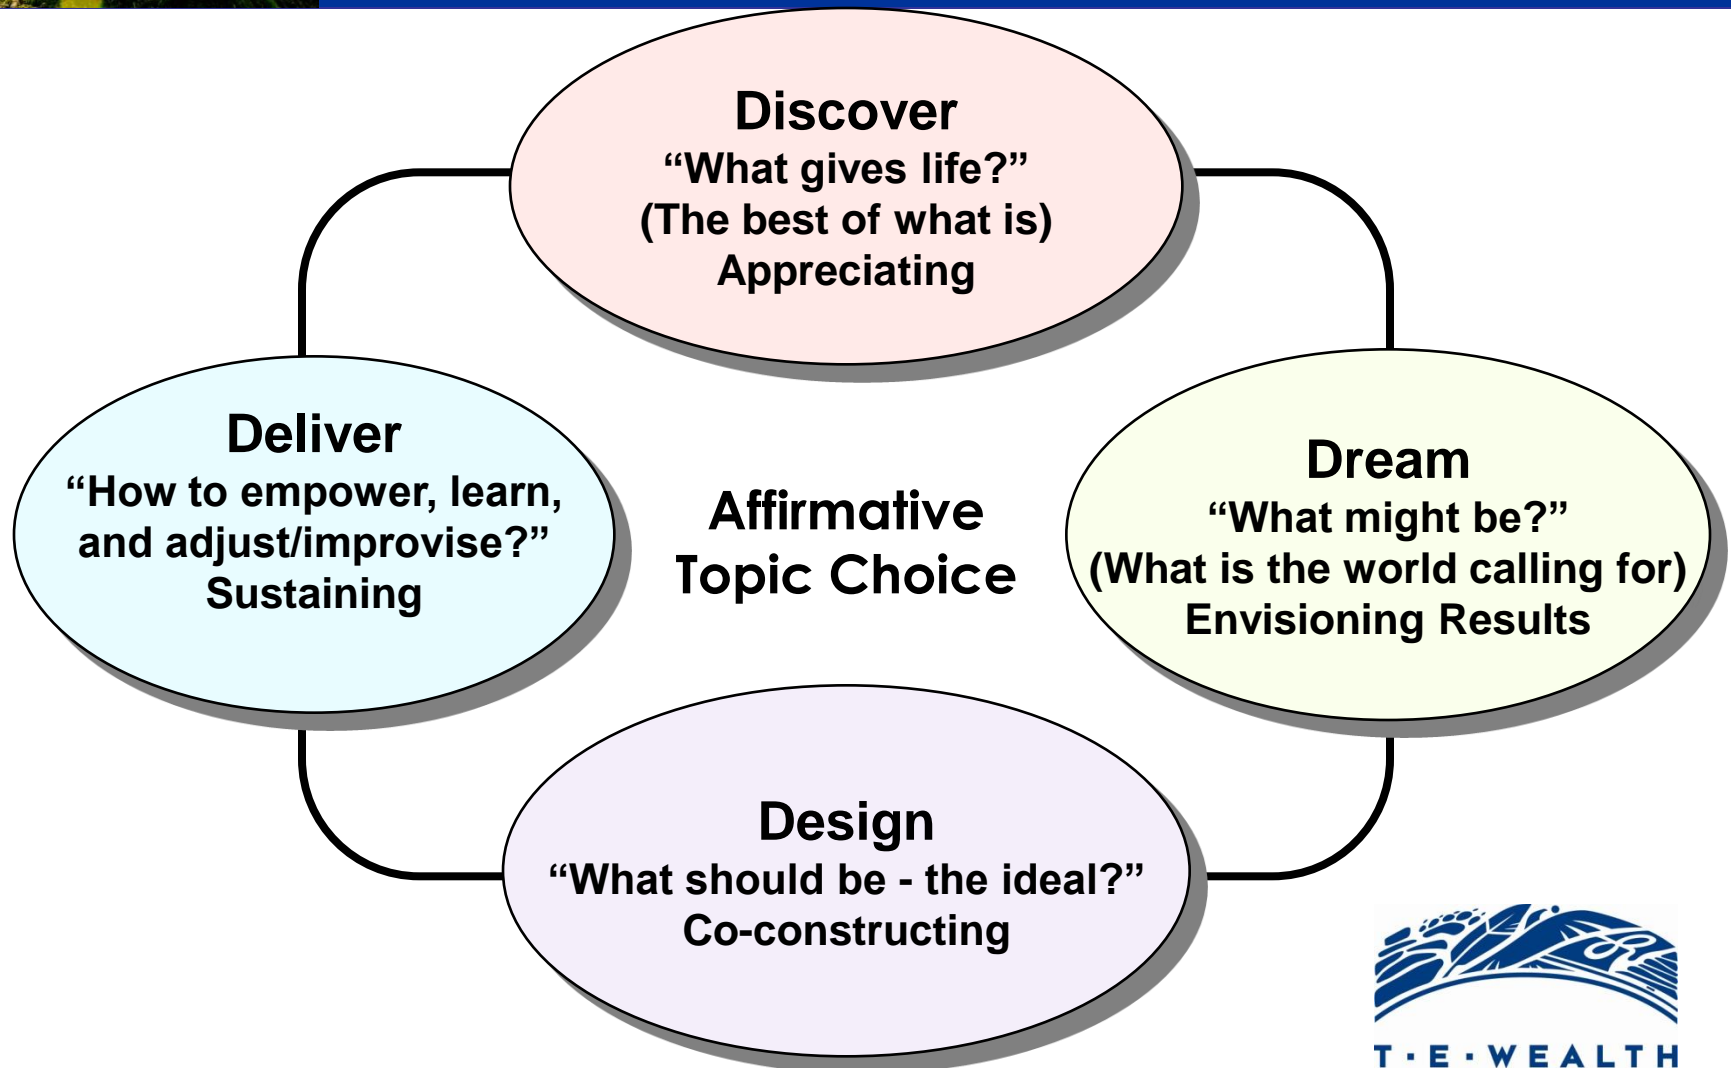 Discover
“What gives life?”
(The best of what is)
Appreciating
Deliver
“How to empower, learn,
and adjust/improvise?”
Sustaining
Affirmative
Topic Choice
Dream
“What might be?”
(What is the world calling for)
Envisioning Results
Design
“What should be - the ideal?”
Co-constructing
T·E·WEALTH